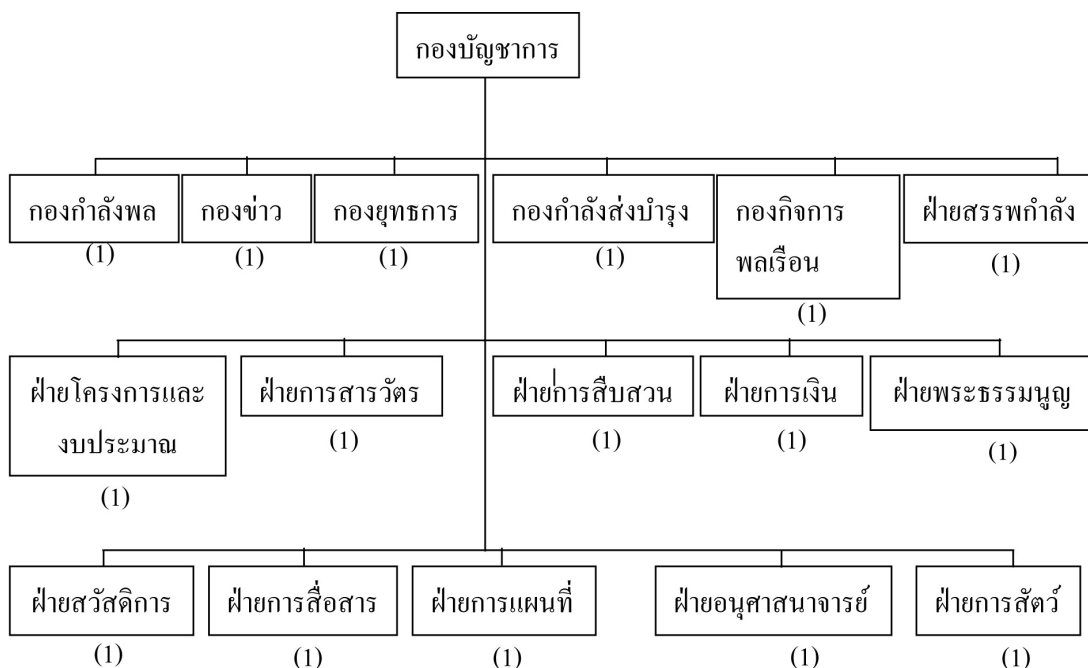 กองบัญชาการ
กองกำลังพล
(1)
กองข่าว
(1)
กองยุทธการ
(1)
กองกำลังส่งบำรุง
(1)
กองกิจการ
พลเรือน
(1)
ฝ่ายสรรพกำลัง
(1)
ฝ่ายโครงการและ
งบประมาณ
(1)
ฝ่ายการสารวัตร
(1)
ฝ่ายการสืบสวน
(1)
ฝ่ายการเงิน
(1)
ฝ่ายพระธรรมนูญ
(1)
ฝ่ายสวัสดิการ
(1)
ฝ่ายการสื่อสาร
(1)
ฝ่ายการแผนที่
(1)
ฝ่ายอนุศาสนาจารย์
(1)
ฝ่ายการสัตว์
(1)